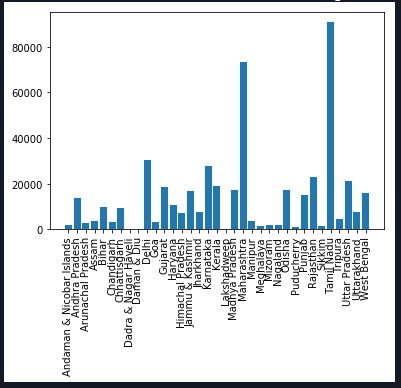 80000
60000
40000
20000
0
Andaman & Nicobar Islands
Andhra Pradesh
Arunachal Pradesh
Assam
Bihar
Chandigarh
Chhattisgarh
Dadra & Nagar Haveli
Daman & Diu
Delhi
Goa
Gujarat
Haryana
Himachal Pradesh
Jammu & Kashmir
Jharkhand
Karnataka
Kerala
Lakshadweep
Madhya Pradesh
Maharashtra
Manipur
Meghalaya
Mizoram
Nagaland
Odisha
Puducherry
Punjab
Rajasthan
Sikkim
Tamil Nadu
Tripura
Uttar Pradesh
Uttarakhand
West Bengal